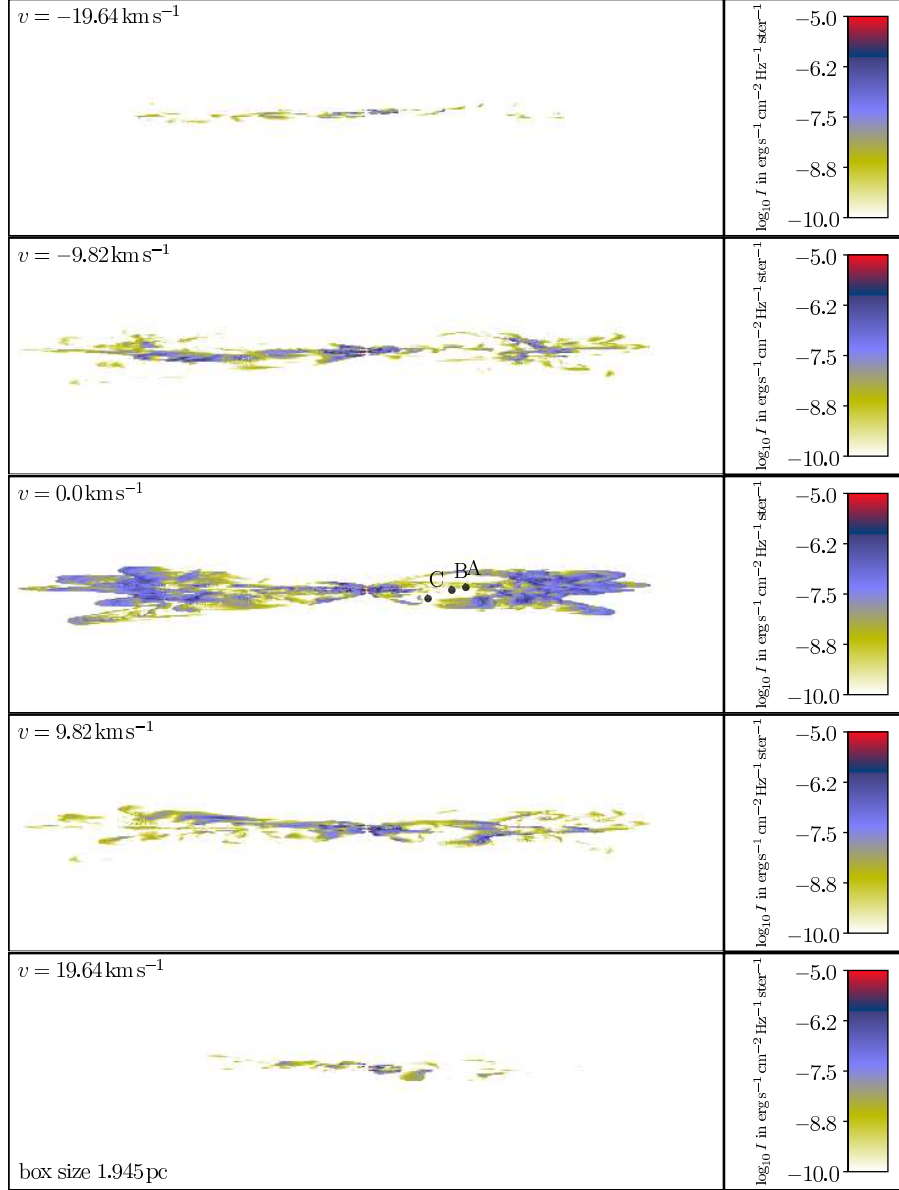 v = −19.64 km s⁻¹
log₁₀ I in erg s⁻¹ cm⁻² Hz⁻¹ ster⁻¹
−5.0
−6.2
−7.5
−8.8
−10.0
v = −9.82 km s⁻¹
log₁₀ I in erg s⁻¹ cm⁻² Hz⁻¹ ster⁻¹
−5.0
−6.2
−7.5
−8.8
−10.0
v = 0.0 km s⁻¹
C B A
log₁₀ I in erg s⁻¹ cm⁻² Hz⁻¹ ster⁻¹
−5.0
−6.2
−7.5
−8.8
−10.0
v = 9.82 km s⁻¹
log₁₀ I in erg s⁻¹ cm⁻² Hz⁻¹ ster⁻¹
−5.0
−6.2
−7.5
−8.8
−10.0
v = 19.64 km s⁻¹
box size 1.945 pc
log₁₀ I in erg s⁻¹ cm⁻² Hz⁻¹ ster⁻¹
−5.0
−6.2
−7.5
−8.8
−10.0